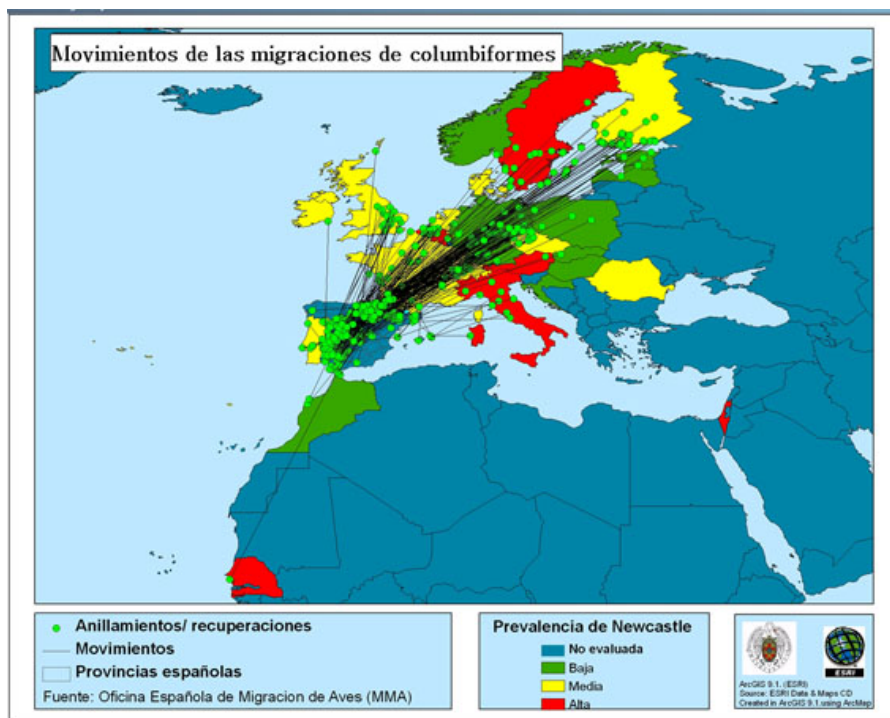 Movimientos de las migraciones de columbiformes
Anillamientos/ recuperaciones
Movimientos
Provincias españolas
Fuente: Oficina Española de Migracion de Aves (MMA)
Prevalencia de Newcastle
No evaluada
Baja
Media
Alta
ESRI
ArcGIS 9.1. (ESRI)
Source: ESRI Data & Maps CD
Created in ArcGIS 9.1.using ArcMap